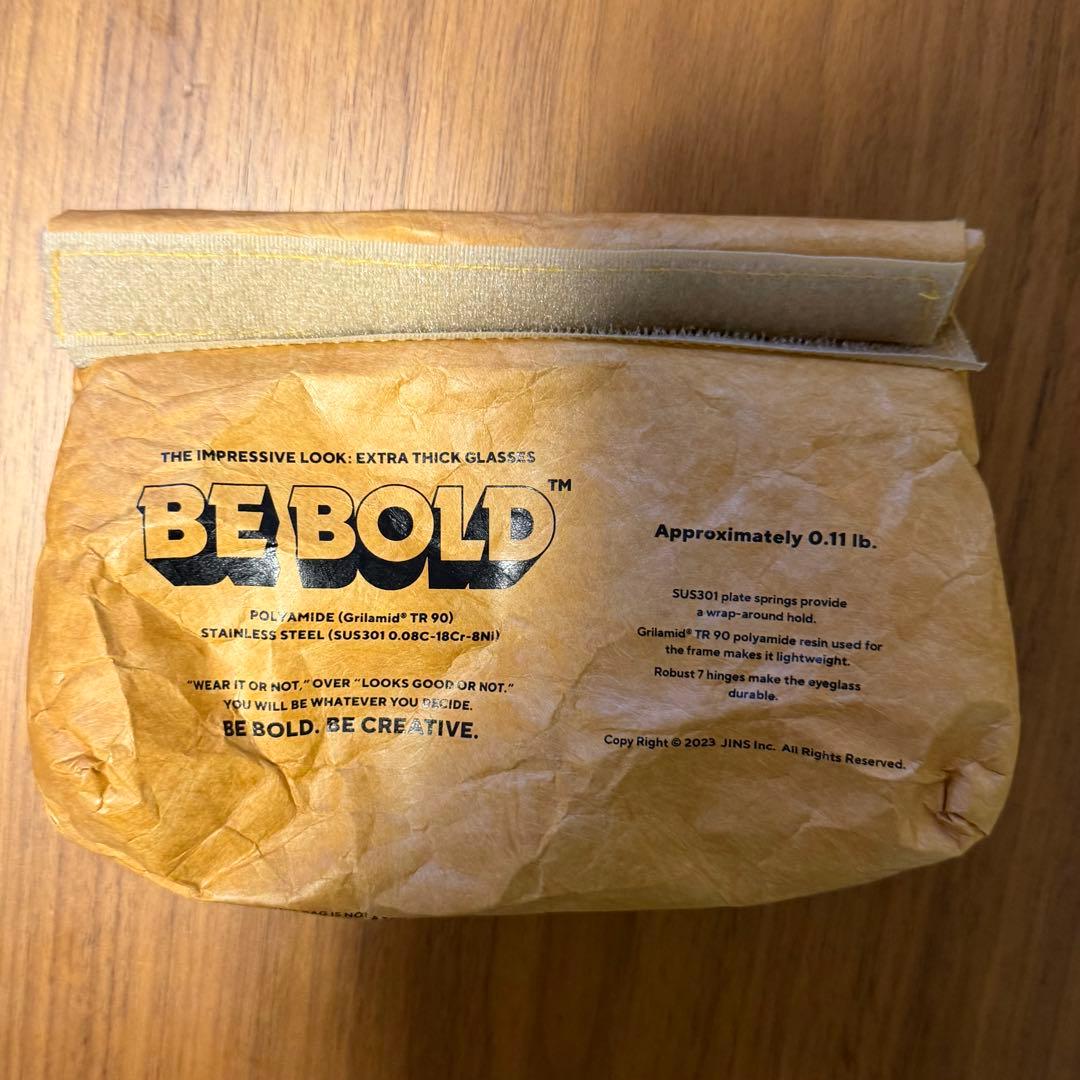 THE IMPRESSIVE LOOK: EXTRA THICK GLASSES
BE BOLD™
POLYAMIDE (Grilamid® TR 90)
STAINLESS STEEL (SUS301 0.08C-18Cr-8Ni)
"WEAR IT OR NOT," OVER "LOOKS GOOD OR NOT."
YOU WILL BE WHATEVER YOU DECIDE.
BE BOLD. BE CREATIVE.
Approximately 0.11 lb.
SUS301 plate springs provide
a wrap-around hold.
Grilamid® TR 90 polyamide resin used for
the frame makes it lightweight.
Robust 7 hinges make the eyeglass
durable.
Copy Right © 2023 JINS Inc. All Rights Reserved.
BAG IS NOT A